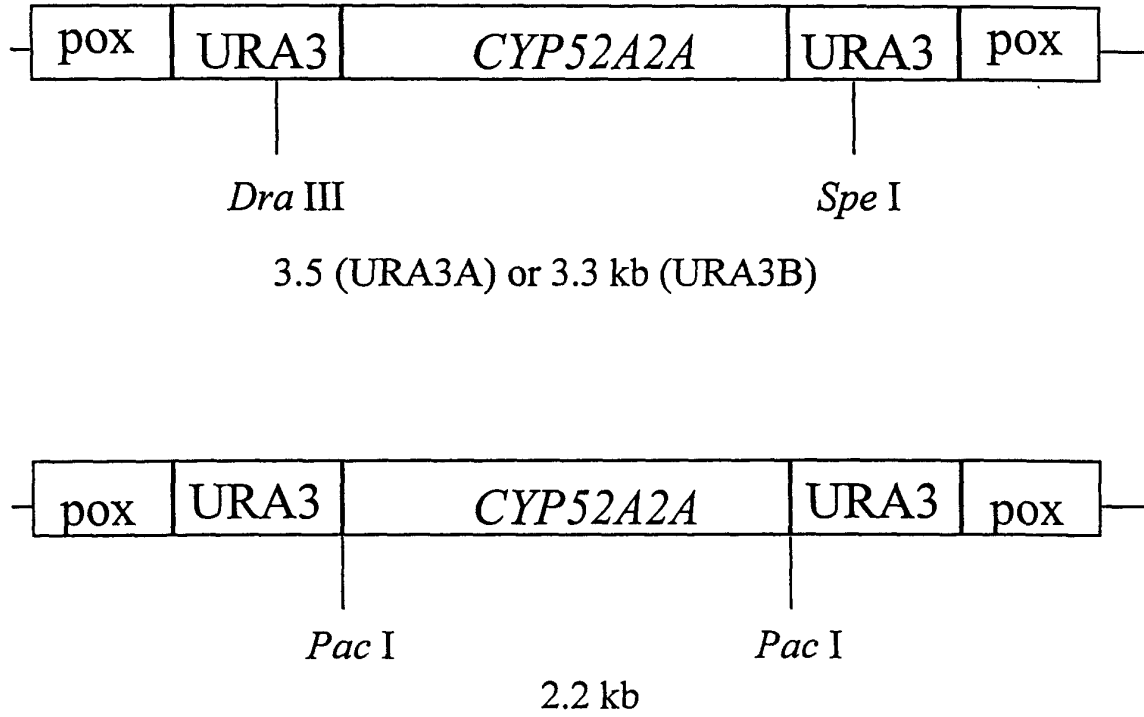 pox URA3 CYP52A2A URA3 pox
Dra III Spe I
3.5 (URA3A) or 3.3 kb (URA3B)
pox URA3 CYP52A2A URA3 pox
Pac I Pac I
2.2 kb